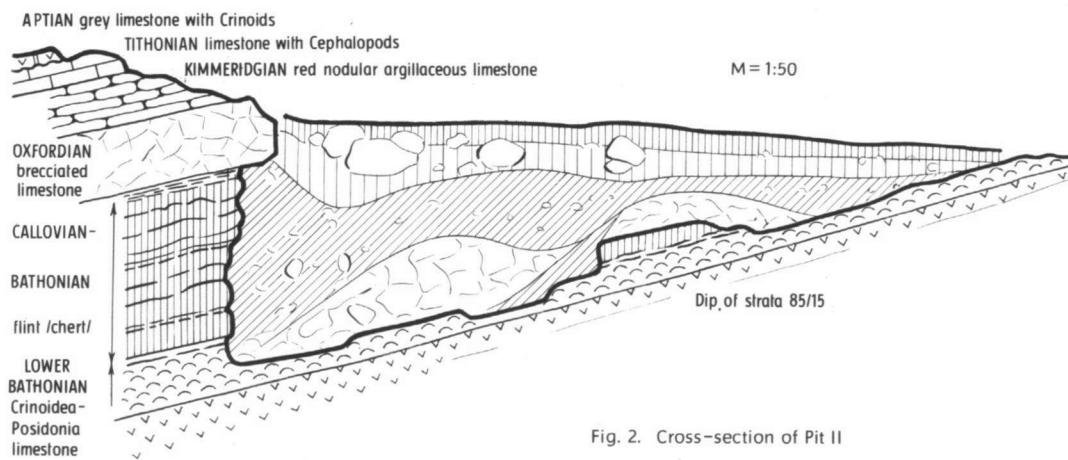 APTIAN grey limestone with Crinoids
TITHONIAN limestone with Cephalopods
KIMMERIDGIAN red nodular argillaceous limestone
M = 1:50
OXFORDIAN
brecciated
limestone
CALLOVIAN-
BATHONIAN
flint /chert/
LOWER
BATHONIAN
Crinoidea-
Posidonia
limestone
Dip of strata 85/15
Fig. 2. Cross-section of Pit II